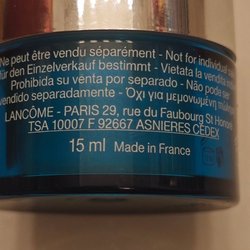 Ne peut être vendu séparément - Not for individual
für den Einzelverkauf bestimmt - Vietata la vendita
Prohibida su venta por separado - Não pode ser
vendido separadamente - Όχι για μεμονωμένη
LANCÔME - PARIS 29, rue du Faubourg St Honoré
TSA 10007 F 92667 ASNIERES CEDEX
15 ml Made in France